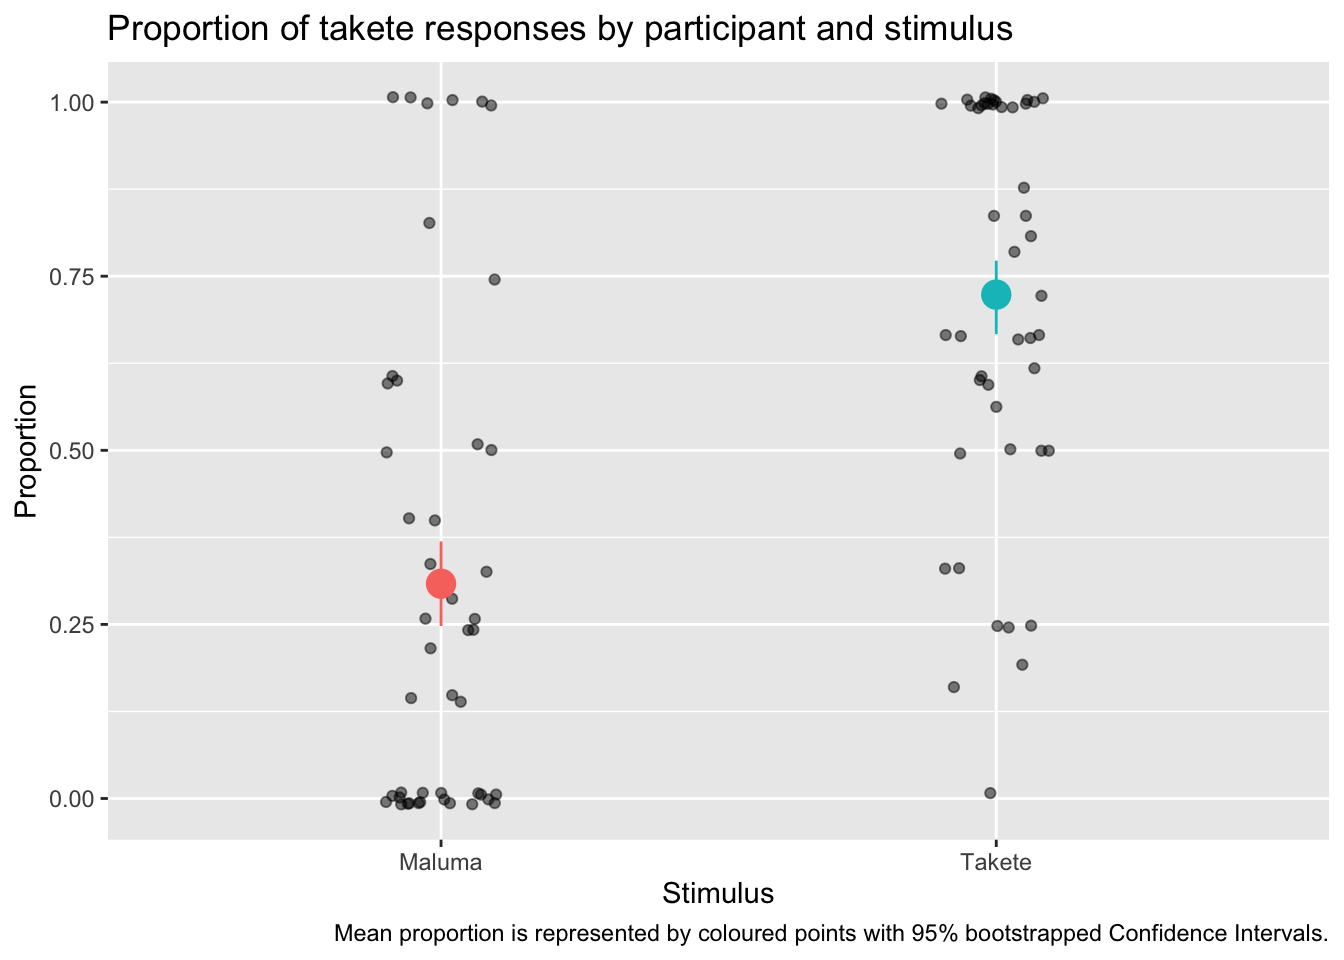 Proportion of takete responses by participant and stimulus
1.00
0.75
0.50
0.25
0.00
Proportion
Maluma
Takete
Stimulus
Mean proportion is represented by coloured points with 95% bootstrapped Confidence Intervals.